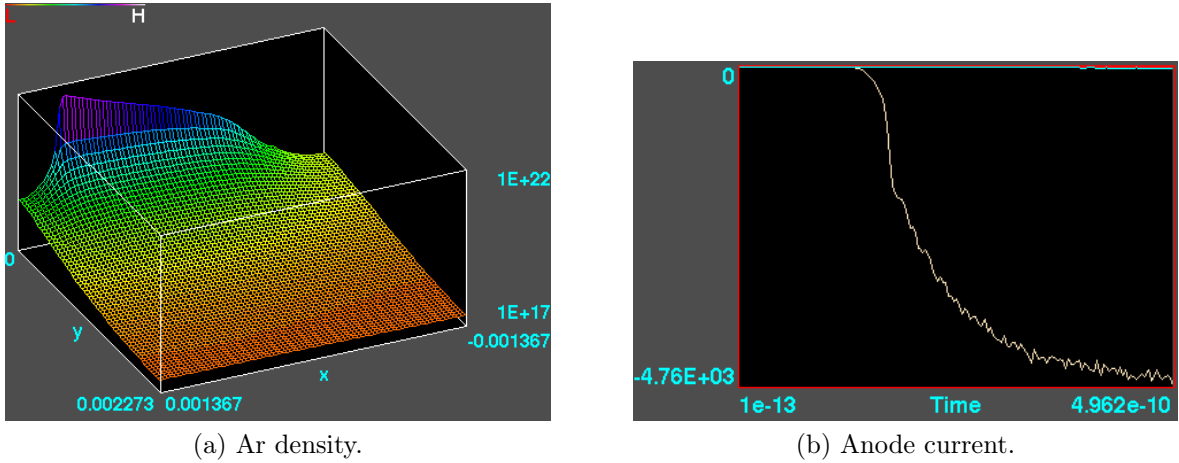 L H
1E+22
1E+17
0
y
x
-0.001367
0.002273 0.001367
(a) Ar density.
0
-4.76E+03
1e-13 Time 4.962e-10
(b) Anode current.